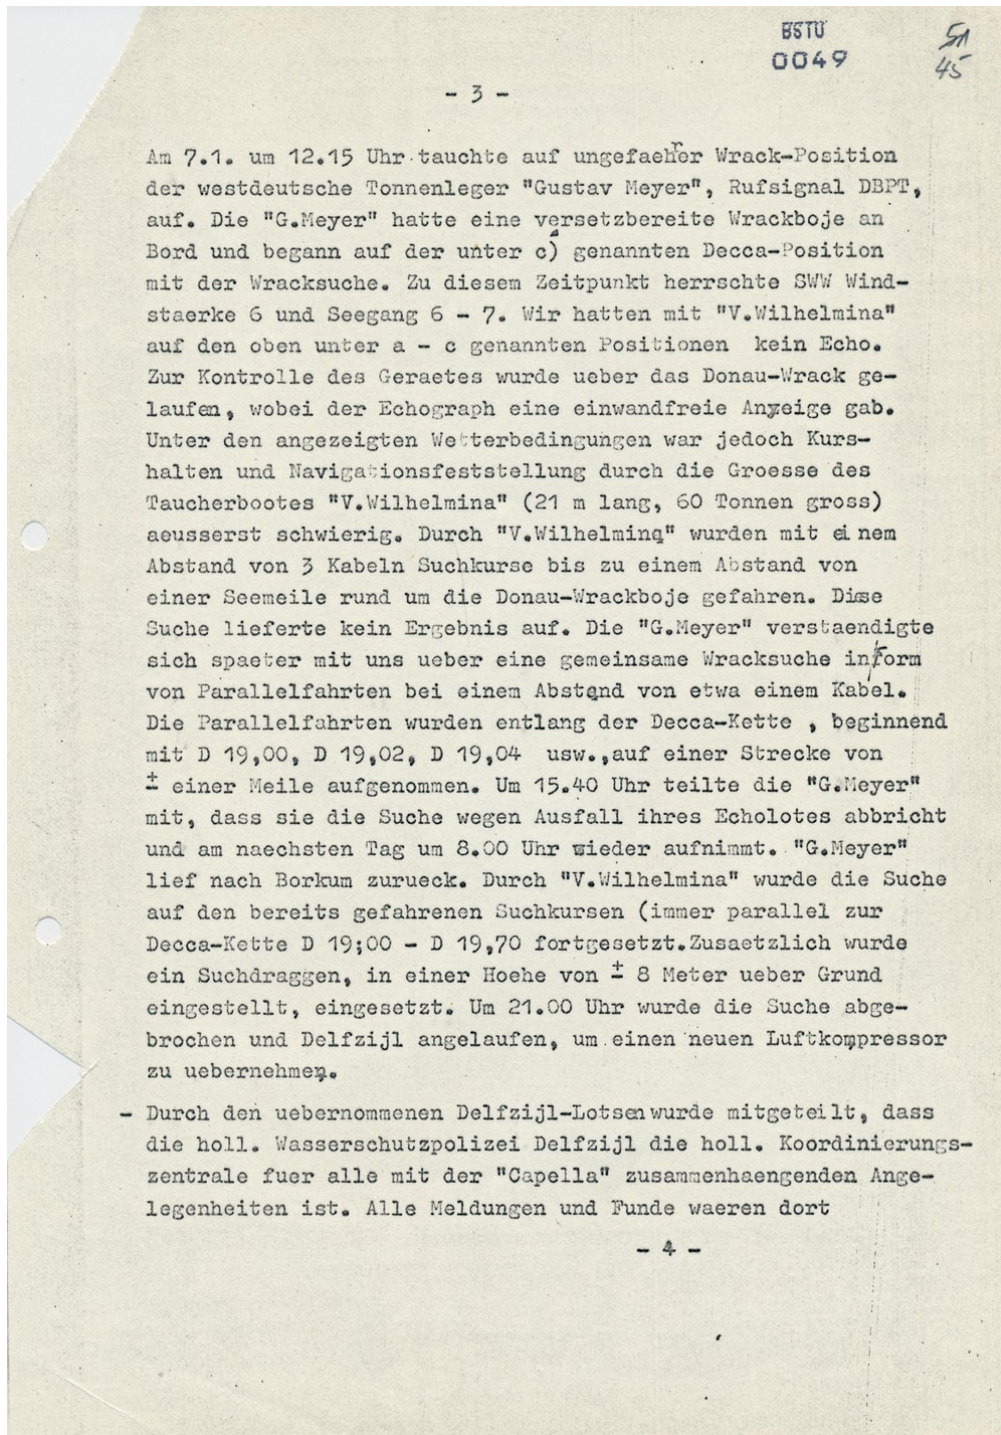 BSTU
0049
51
45
- 3 -
Am 7.1. um 12.15 Uhr tauchte auf ungefaehrer Wrack-Position
der westdeutsche Tonnenleger "Gustav Meyer", Rufsignal DBPT,
auf. Die "G.Meyer" hatte eine versetzbereite Wrackboje an
Bord und begann auf der unter c) genannten Decca-Position
mit der Wracksuche. Zu diesem Zeitpunkt herrschte SWW Wind-
staerke 6 und Seegang 6 - 7. Wir hatten mit "V.Wilhelmina"
auf den oben unter a - c genannten Positionen kein Echo.
Zur Kontrolle des Geraetes wurde ueber das Donau-Wrack ge-
laufen, wobei der Echograph eine einwandfreie Anzeige gab.
Unter den angezeigten Wetterbedingungen war jedoch Kurs-
halten und Navigationsfeststellung durch die Groesse des
Taucherbootes "V.Wilhelmina" (21 m lang, 60 Tonnen gross)
aeusserst schwierig. Durch "V.Wilhelminq" wurden mit einem
Abstand von 3 Kabeln Suchkurse bis zu einem Abstand von
einer Seemeile rund um die Donau-Wrackboje gefahren. Diese
Suche lieferte kein Ergebnis auf. Die "G.Meyer" verstaendigte
sich spaeter mit uns ueber eine gemeinsame Wracksuche in/form
von Parallelfahrten bei einem Abstand von etwa einem Kabel.
Die Parallelfahrten wurden entlang der Decca-Kette , beginnend
mit D 19,00, D 19,02, D 19,04 usw.,auf einer Strecke von
± einer Meile aufgenommen. Um 15.40 Uhr teilte die "G.Meyer"
mit, dass sie die Suche wegen Ausfall ihres Echolotes abbricht
und am naechsten Tag um 8.00 Uhr wieder aufnimmt. "G.Meyer"
lief nach Borkum zurueck. Durch "V.Wilhelmina" wurde die Suche
auf den bereits gefahrenen Suchkursen (immer parallel zur
Decca-Kette D 19;00 - D 19,70 fortgesetzt.Zusaetzlich wurde
ein Suchdraggen, in einer Hoehe von ± 8 Meter ueber Grund
eingestellt, eingesetzt. Um 21.00 Uhr wurde die Suche abge-
brochen und Delfzijl angelaufen, um einen neuen Luftkompressor
zu uebernehmen.
- Durch den uebernommenen Delfzijl-Lotsen wurde mitgeteilt, dass
die holl. Wasserschutzpolizei Delfzijl die holl. Koordinierungs-
zentrale fuer alle mit der "Capella" zusammenhaengenden Ange-
legenheiten ist. Alle Meldungen und Funde waeren dort
- 4 -